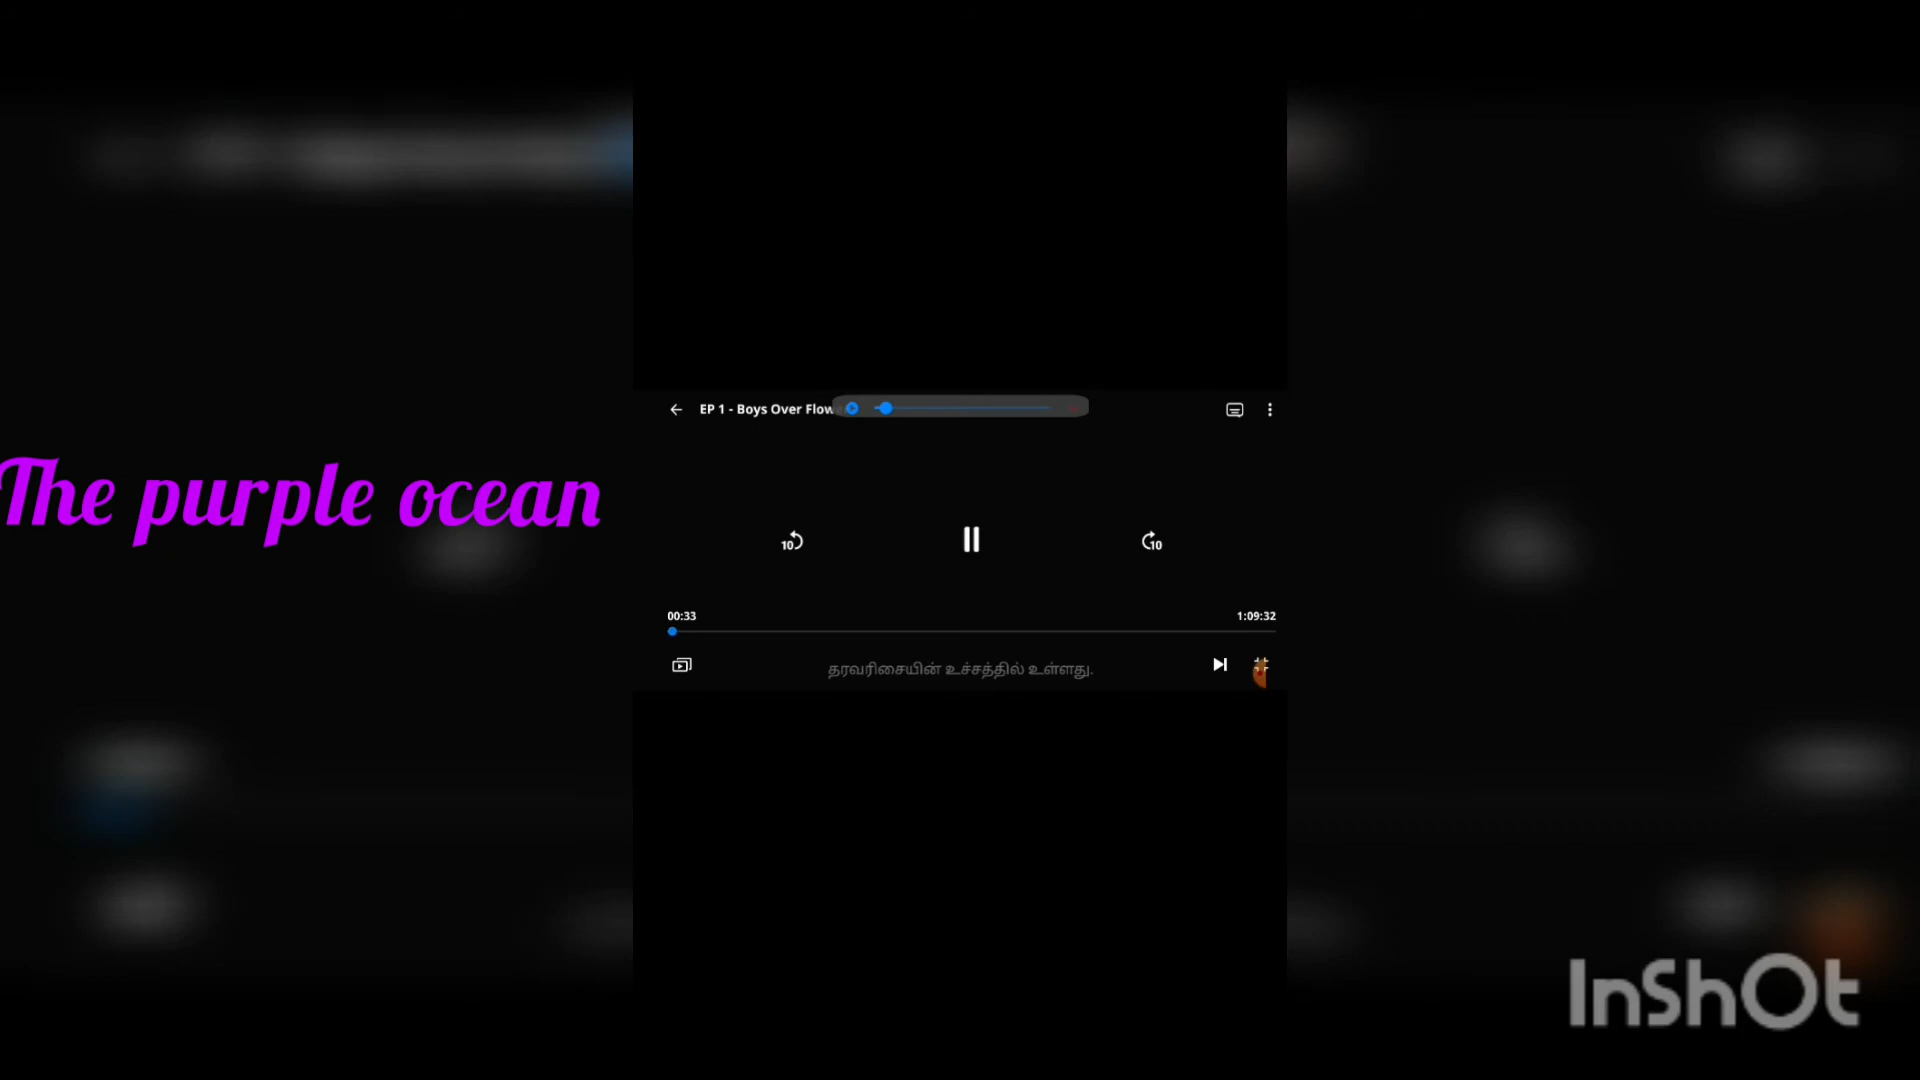 EP 1 - Boys Over Flow
The purple ocean
10
10
00:33
1:09:32
தரவரிசையின் உச்சத்தில் உள்ளது.
InShOt